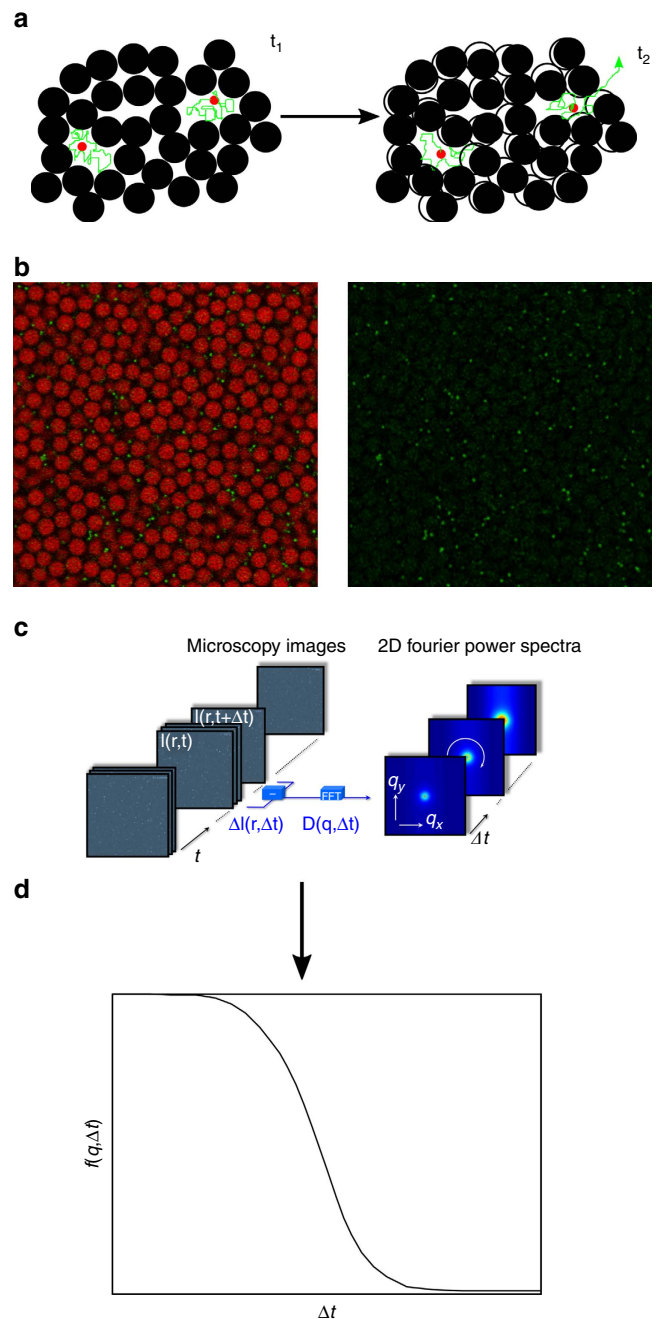 a
t1
t2
b
c
Microscopy images
2D fourier power spectra
I(r,t+Δt)
I(r,t)
t
–
FFT
ΔI(r,Δt)
D(q,Δt)
qy
qx
Δt
d
f(q,Δt)
Δt